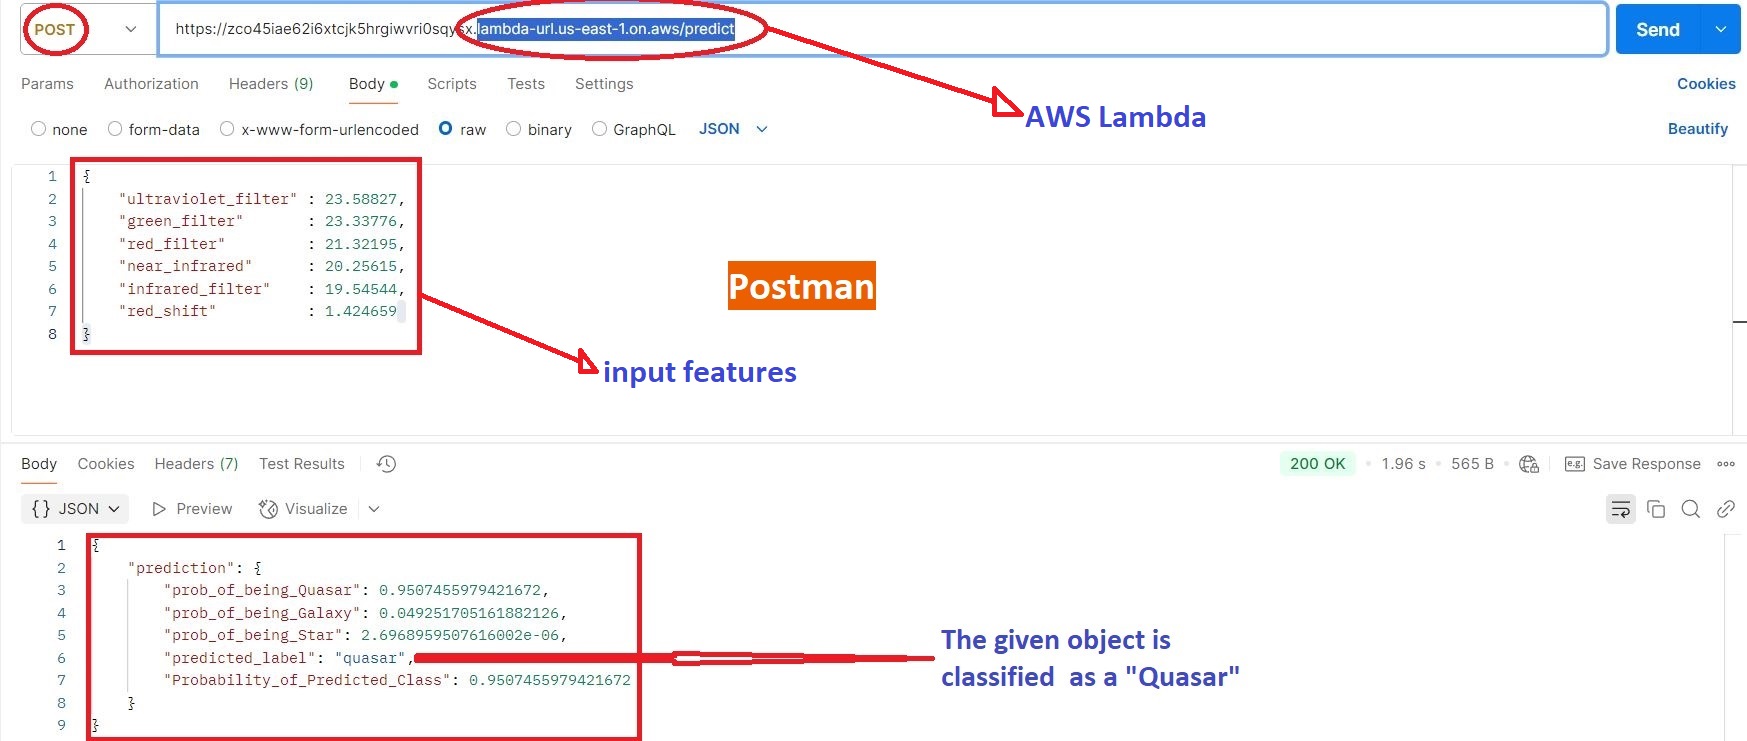 POST https://zco45iae62i6xtcjk5hrgiwvri0sqysx.lambda-url.us-east-1.on.aws/predict Send
Params Authorization Headers (9) Body Scripts Tests Settings Cookies
AWS Lambda
none form-data x-www-form-urlencoded raw binary GraphQL JSON Beautify
1 {
2 "ultraviolet_filter" : 23.58827,
3 "green_filter" : 23.33776,
4 "red_filter" : 21.32195,
5 "near_infrared" : 20.25615,
6 "infrared_filter" : 19.54544,
7 "red_shift" : 1.424659
8 }
Postman
input features
Body Cookies Headers (7) Test Results 200 OK • 1.96 s • 565 B • e.g. Save Response
{} JSON Preview Visualize
1 {
2 "prediction": {
3 "prob_of_being_Quasar": 0.9507455979421672,
4 "prob_of_being_Galaxy": 0.049251705161882126,
5 "prob_of_being_Star": 2.6968959507616002e-06,
6 "predicted_label": "quasar",
7 "Probability_of_Predicted_Class": 0.9507455979421672
8 }
9 }
The given object is
classified as a "Quasar"